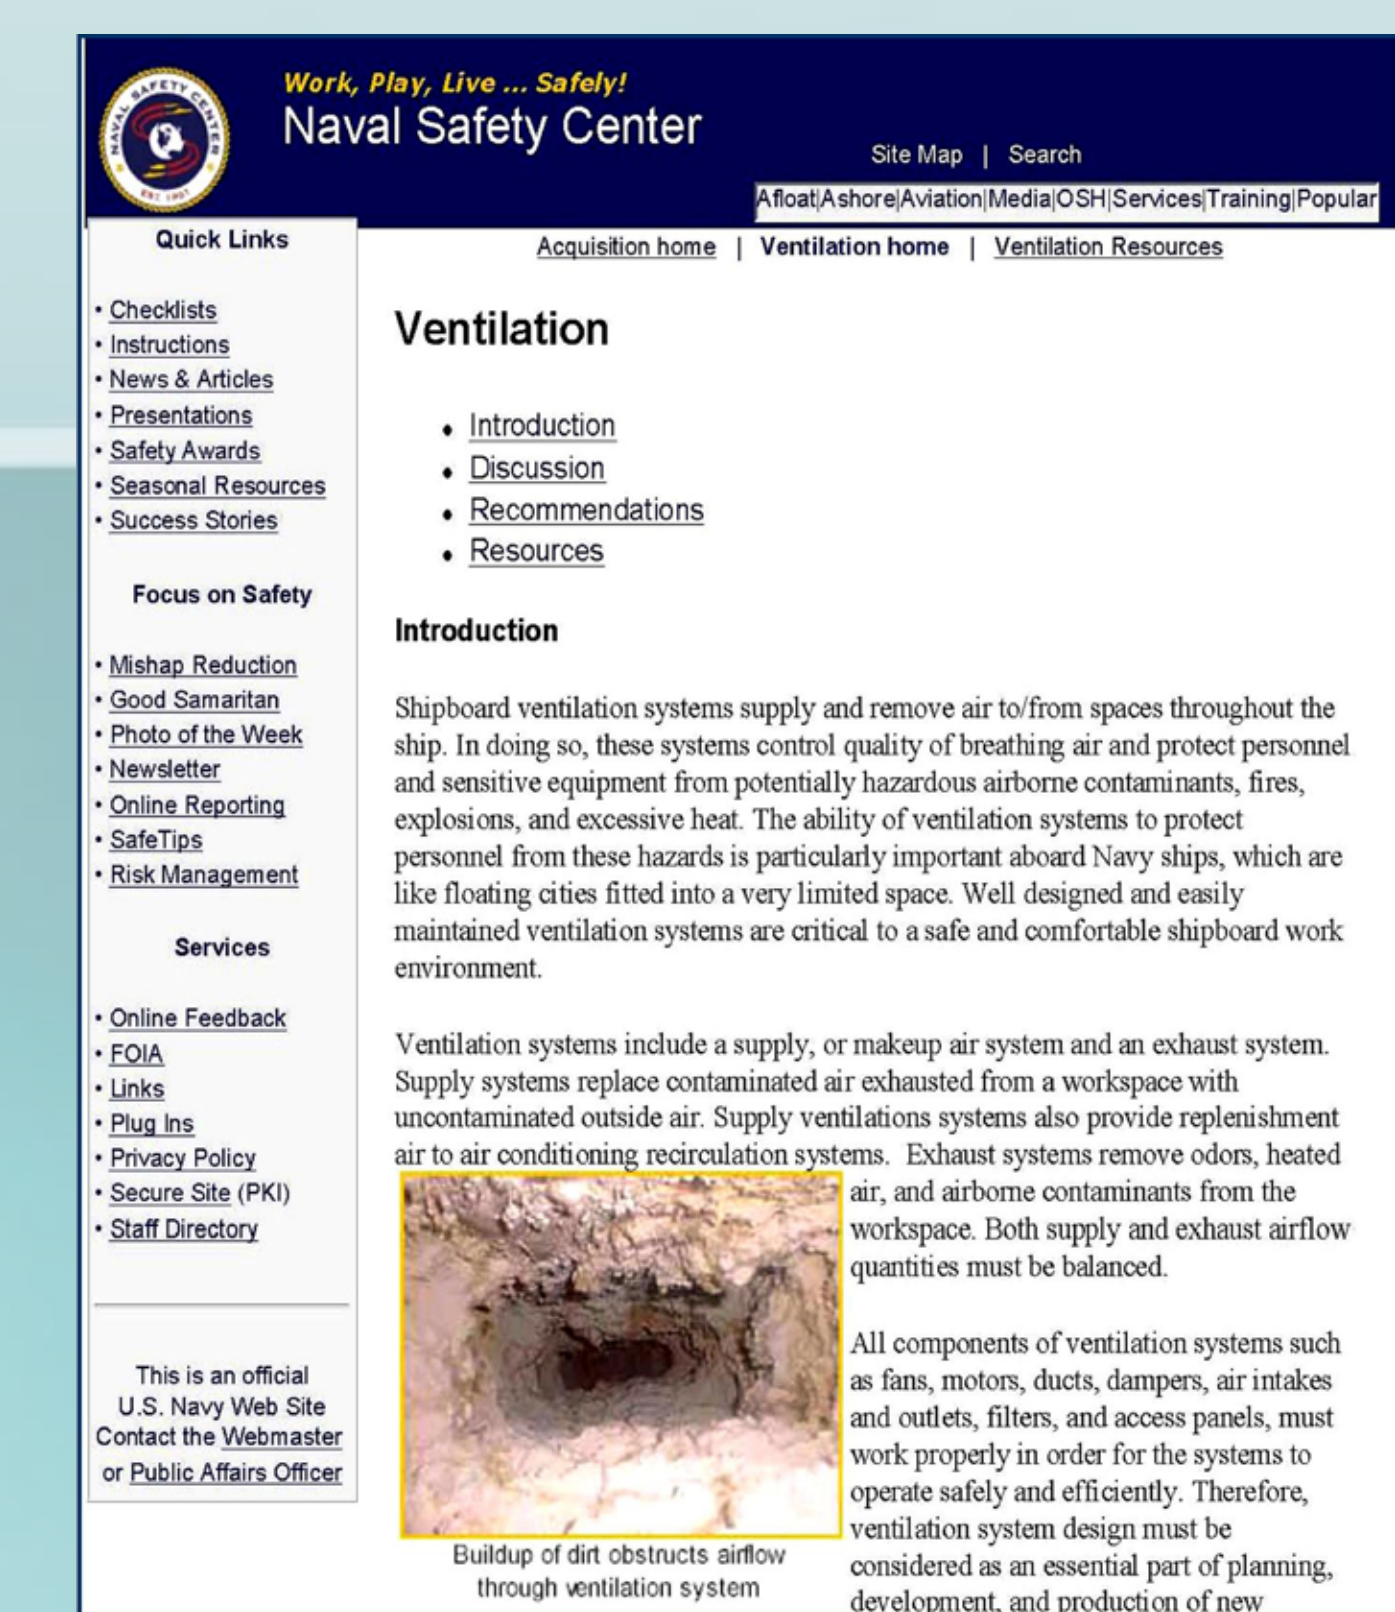 NAVAL SAFETY CENTER
EST 1951
Work, Play, Live ... Safely!
Naval Safety Center
Site Map | Search
Afloat|Ashore|Aviation|Media|OSH|Services|Training|Popular
Quick Links
• Checklists
• Instructions
• News & Articles
• Presentations
• Safety Awards
• Seasonal Resources
• Success Stories
Focus on Safety
• Mishap Reduction
• Good Samaritan
• Photo of the Week
• Newsletter
• Online Reporting
• SafeTips
• Risk Management
Services
• Online Feedback
• FOIA
• Links
• Plug Ins
• Privacy Policy
• Secure Site (PKI)
• Staff Directory
This is an official
U.S. Navy Web Site
Contact the Webmaster
or Public Affairs Officer
Acquisition home | Ventilation home | Ventilation Resources
Ventilation
• Introduction
• Discussion
• Recommendations
• Resources
Introduction
Shipboard ventilation systems supply and remove air to/from spaces throughout the
ship. In doing so, these systems control quality of breathing air and protect personnel
and sensitive equipment from potentially hazardous airborne contaminants, fires,
explosions, and excessive heat. The ability of ventilation systems to protect
personnel from these hazards is particularly important aboard Navy ships, which are
like floating cities fitted into a very limited space. Well designed and easily
maintained ventilation systems are critical to a safe and comfortable shipboard work
environment.
Ventilation systems include a supply, or makeup air system and an exhaust system.
Supply systems replace contaminated air exhausted from a workspace with
uncontaminated outside air. Supply ventilations systems also provide replenishment
air to air conditioning recirculation systems. Exhaust systems remove odors, heated
air, and airborne contaminants from the
workspace. Both supply and exhaust airflow
quantities must be balanced.
All components of ventilation systems such
as fans, motors, ducts, dampers, air intakes
and outlets, filters, and access panels, must
work properly in order for the systems to
operate safely and efficiently. Therefore,
ventilation system design must be
considered as an essential part of planning,
development, and production of new
Buildup of dirt obstructs airflow
through ventilation system